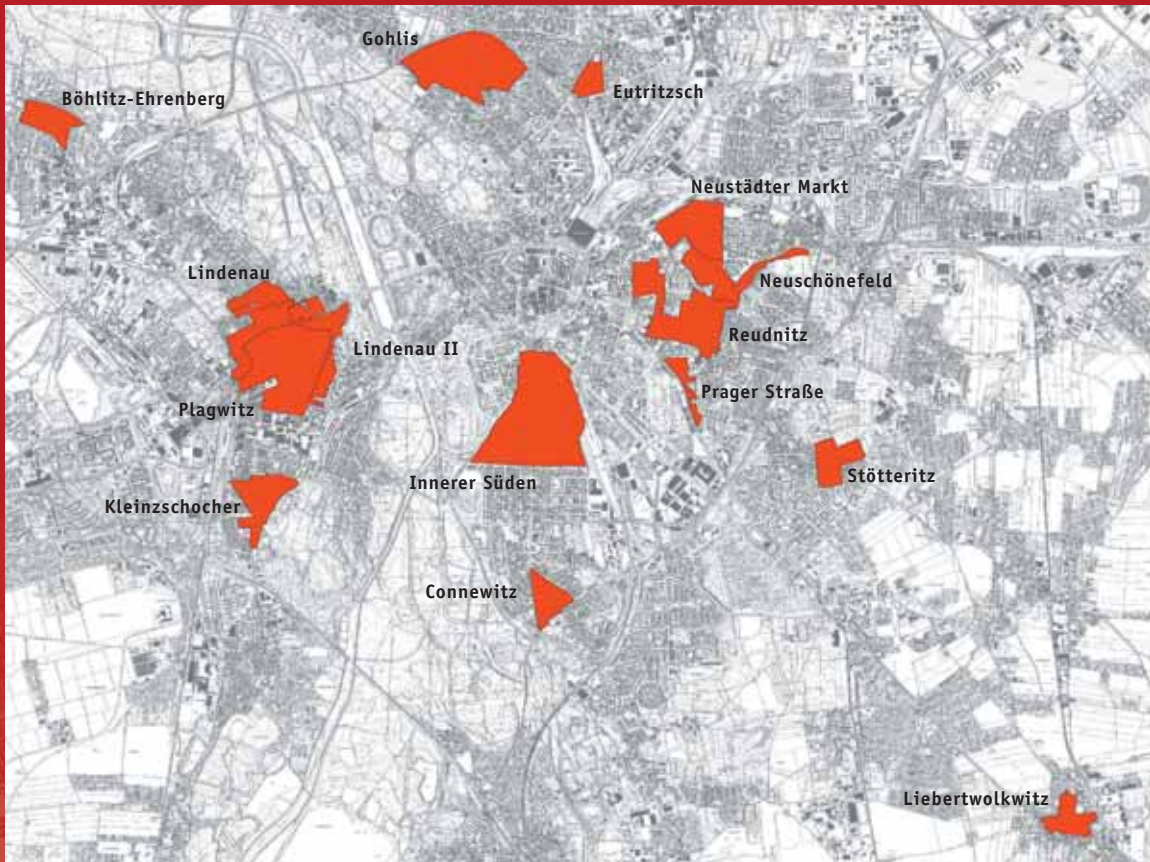 Gohlis
Eutritzsch
Böhlitz-Ehrenberg
Neustädter Markt
Lindenau
Neuschönefeld
Reudnitz
Lindenau II
Prager Straße
Plagwitz
Stötteritz
Innerer Süden
Kleinzschocher
Connewitz
Liebertwolkwitz